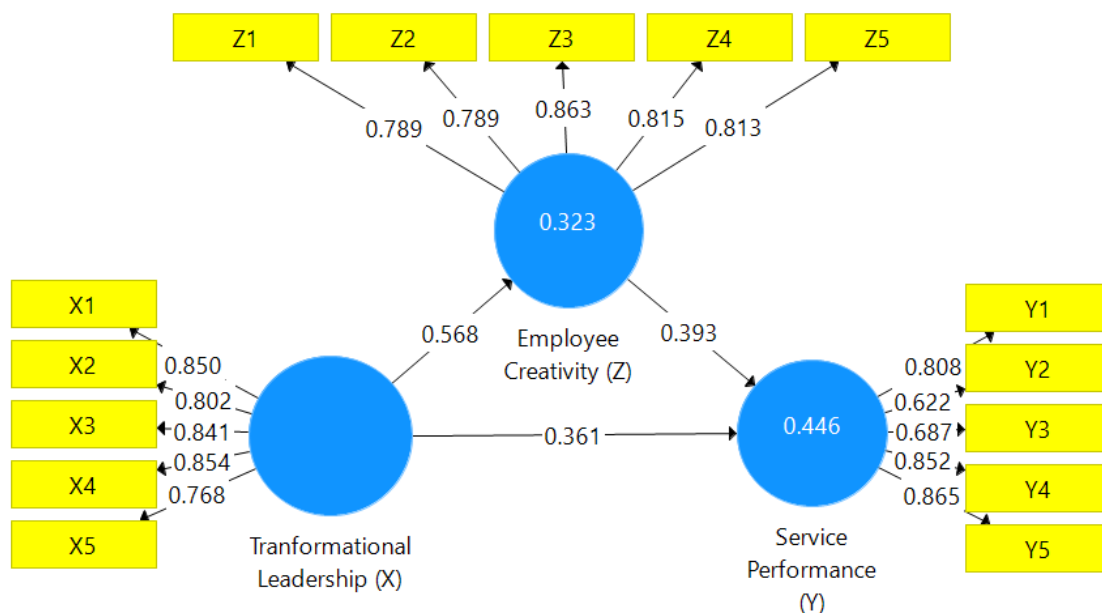 Z1
Z2
Z3
Z4
Z5
0.789
0.789
0.863
0.815
0.813
0.323
Employee
Creativity (Z)
0.568
0.393
X1
X2
X3
X4
X5
0.850
0.802
0.841
0.854
0.768
Tranformational
Leadership (X)
0.361
0.446
Service
Performance
(Y)
0.808
0.622
0.687
0.852
0.865
Y1
Y2
Y3
Y4
Y5